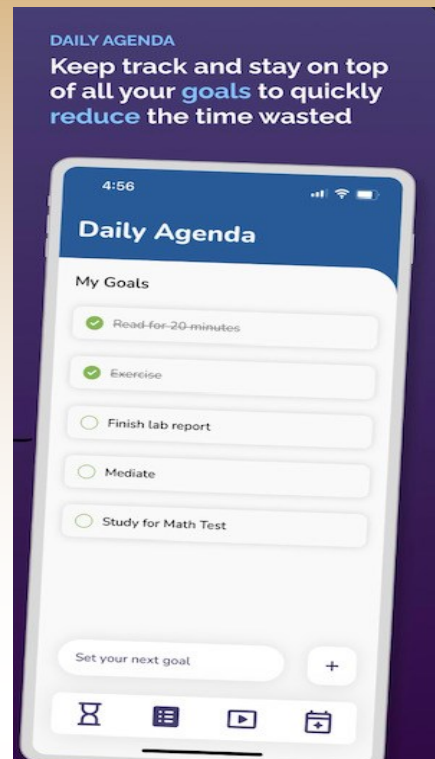 DAILY AGENDA
Keep track and stay on top
of all your goals to quickly
reduce the time wasted
4:56
Daily Agenda
My Goals
Read for 20 minutes
Exercise
Finish lab report
Mediate
Study for Math Test
Set your next goal
+